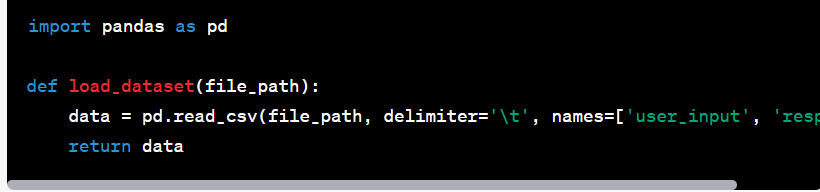 import pandas as pd
def load_dataset(file_path):
data = pd.read_csv(file_path, delimiter='\t', names=['user_input', 'resp
return data